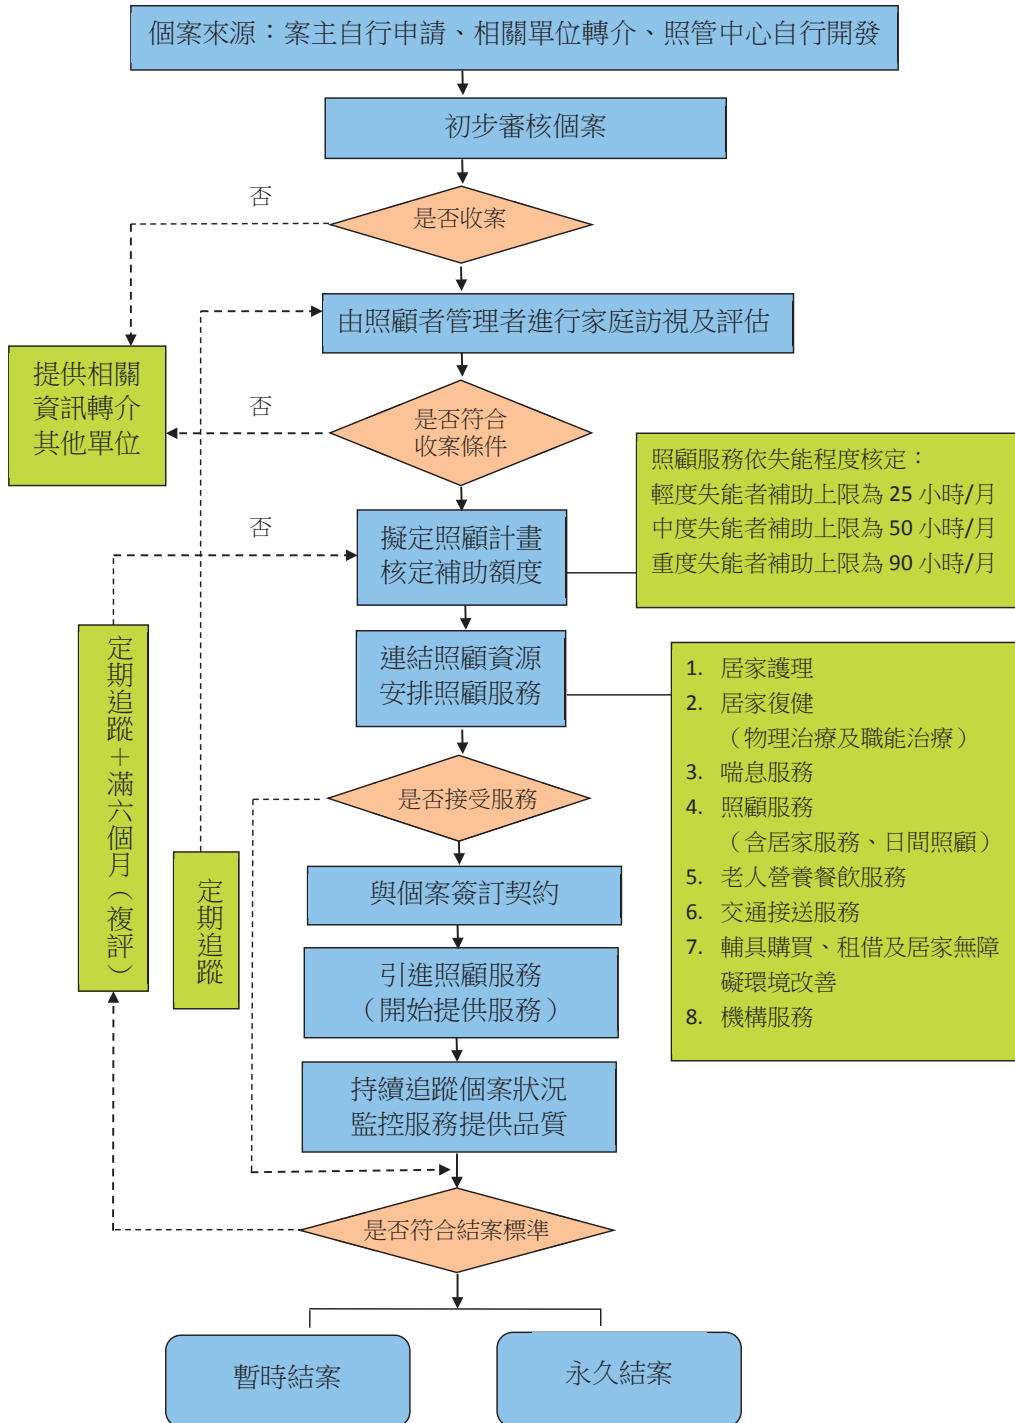 個案來源：案主自行申請、相關單位轉介、照管中心自行開發
初步審核個案
否
是否收案
由照顧者管理者進行家庭訪視及評估
提供相關
資訊轉介
其他單位
否
是否符合
收案條件
照顧服務依失能程度核定：
輕度失能者補助上限為 25 小時/月
中度失能者補助上限為 50 小時/月
重度失能者補助上限為 90 小時/月
否
擬定照顧計畫
核定補助額度
定期追蹤＋滿六個月（複評）
定期追蹤
連結照顧資源
安排照顧服務
1. 居家護理
2. 居家復健
（物理治療及職能治療）
3. 喘息服務
4. 照顧服務
（含居家服務、日間照顧）
5. 老人營養餐飲服務
6. 交通接送服務
7. 輔具購買、租借及居家無障
礙環境改善
8. 機構服務
是否接受服務
與個案簽訂契約
引進照顧服務
（開始提供服務）
持續追蹤個案狀況
監控服務提供品質
是否符合結案標準
暫時結案
永久結案